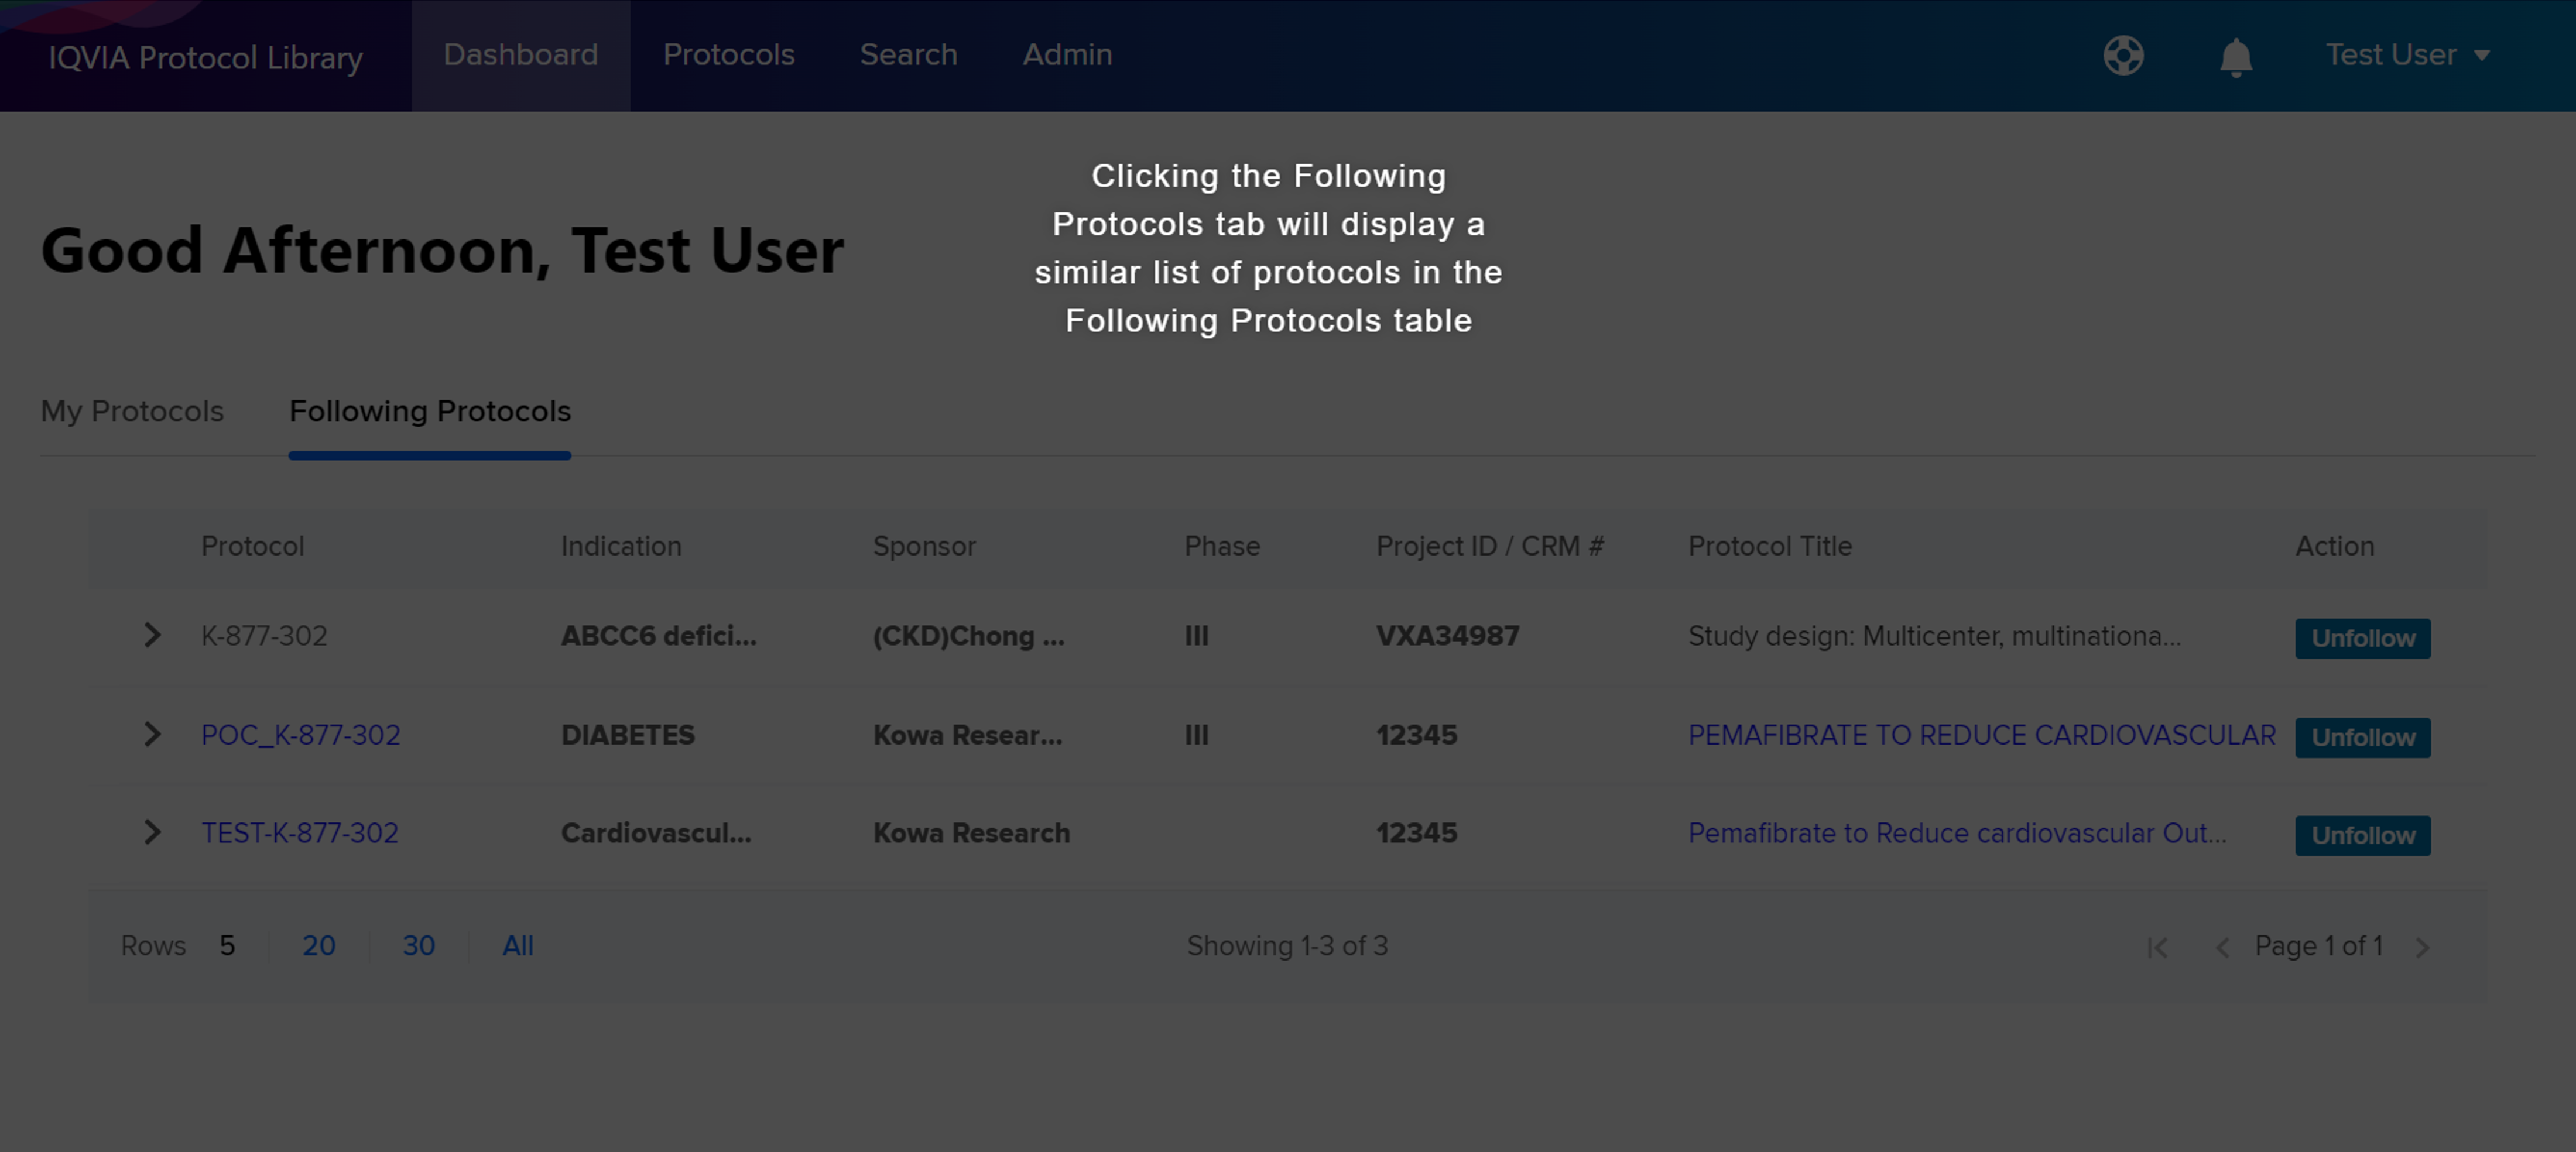 IQVIA Protocol Library Dashboard Protocols Search Admin Test User
Clicking the Following
Protocols tab will display a
similar list of protocols in the
Following Protocols table
Good Afternoon, Test User
My Protocols Following Protocols
Protocol Indication Sponsor Phase Project ID / CRM # Protocol Title Action
K-877-302 ABCC6 defici... (CKD)Chong ... III VXA34987 Study design: Multicenter, multinationa... Unfollow
POC_K-877-302 DIABETES Kowa Resear... III 12345 PEMAFIBRATE TO REDUCE CARDIOVASCULAR Unfollow
TEST-K-877-302 Cardiovascul... Kowa Research 12345 Pemafibrate to Reduce cardiovascular Out... Unfollow
Rows 5 20 30 All Showing 1-3 of 3 Page 1 of 1